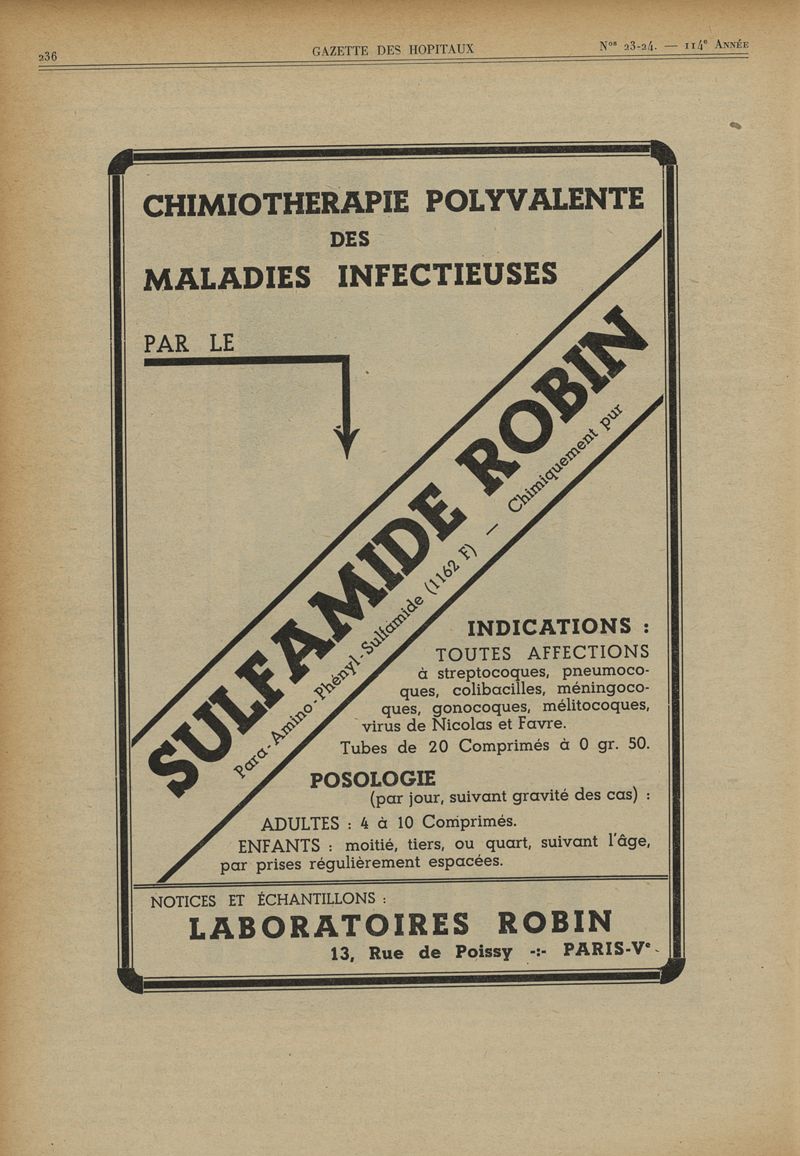 236
GAZETTE DES HOPITAUX
Nos 23-24. — 114e ANNÉE
CHIMIOTHERAPIE POLYVALENTE
DES
MALADIES INFECTIEUSES
PAR LE
SULFAMIDE ROBIN
Para-Amino-Phényl-Sulfamide (1162 F) — Chimiquement pur
INDICATIONS :
TOUTES AFFECTIONS
à streptocoques, pneumoco-
ques, colibacilles, méningoco-
ques, gonocoques, mélitocoques,
virus de Nicolas et Favre.
Tubes de 20 Comprimés à 0 gr. 50.
POSOLOGIE
(par jour, suivant gravité des cas) :
ADULTES : 4 à 10 Comprimés.
ENFANTS : moitié, tiers, ou quart, suivant l'âge,
par prises régulièrement espacées.
NOTICES ET ÉCHANTILLONS :
LABORATOIRES ROBIN
13, Rue de Poissy -:- PARIS-Ve